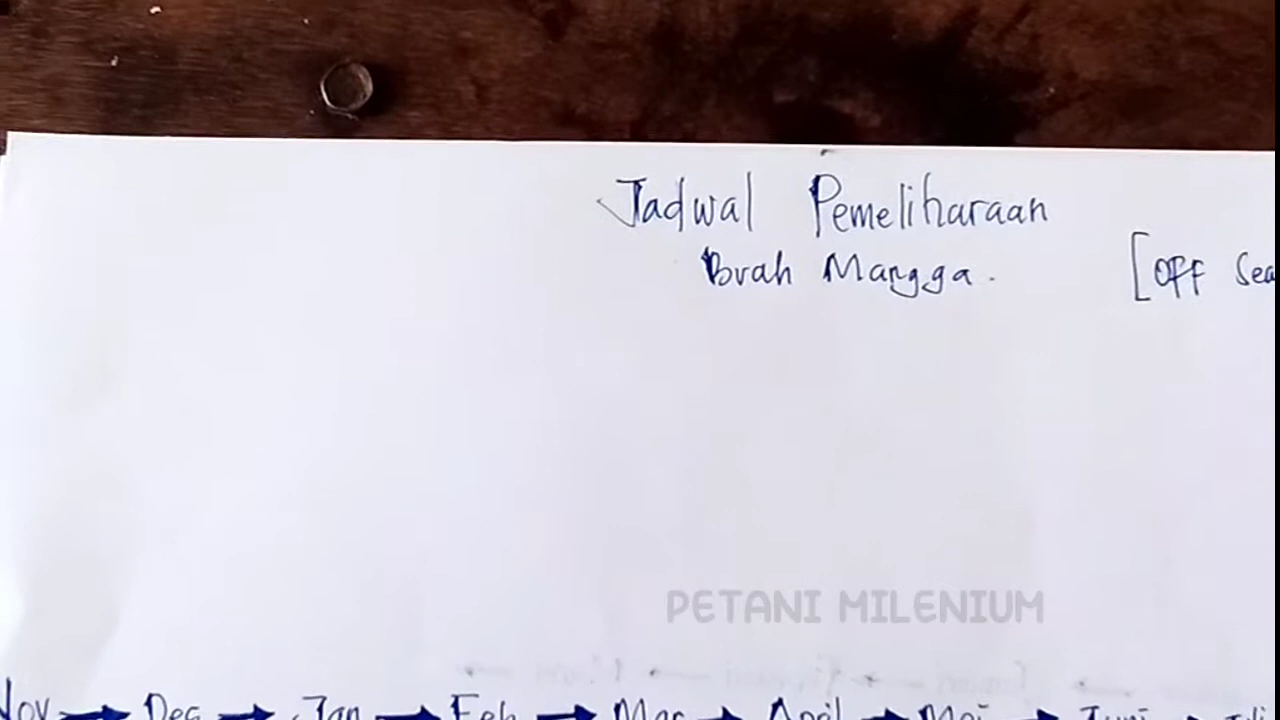 Jadwal Pemeliharaan
Buah Mangga. [OFF Sea
PETANI MILENIUM
Nov → Des → Jan → Feb → Mar → April → Mei → Juni →